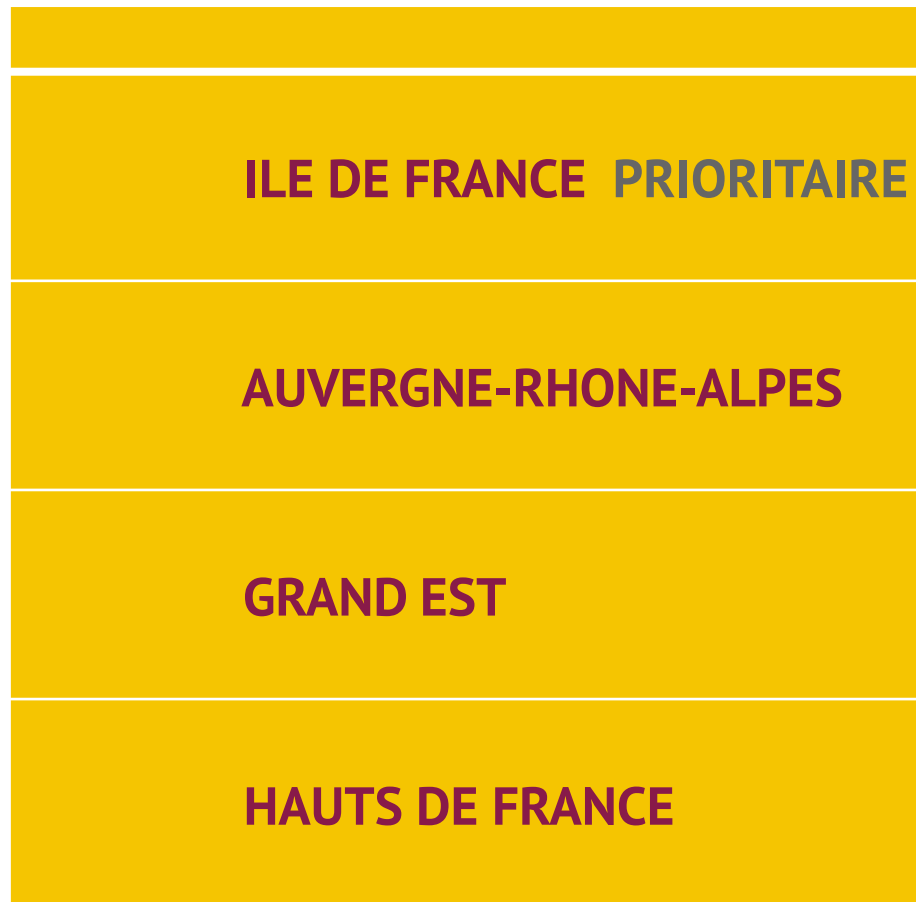 ILE DE FRANCE PRIORITAIRE
AUVERGNE-RHONE-ALPES
GRAND EST
HAUTS DE FRANCE